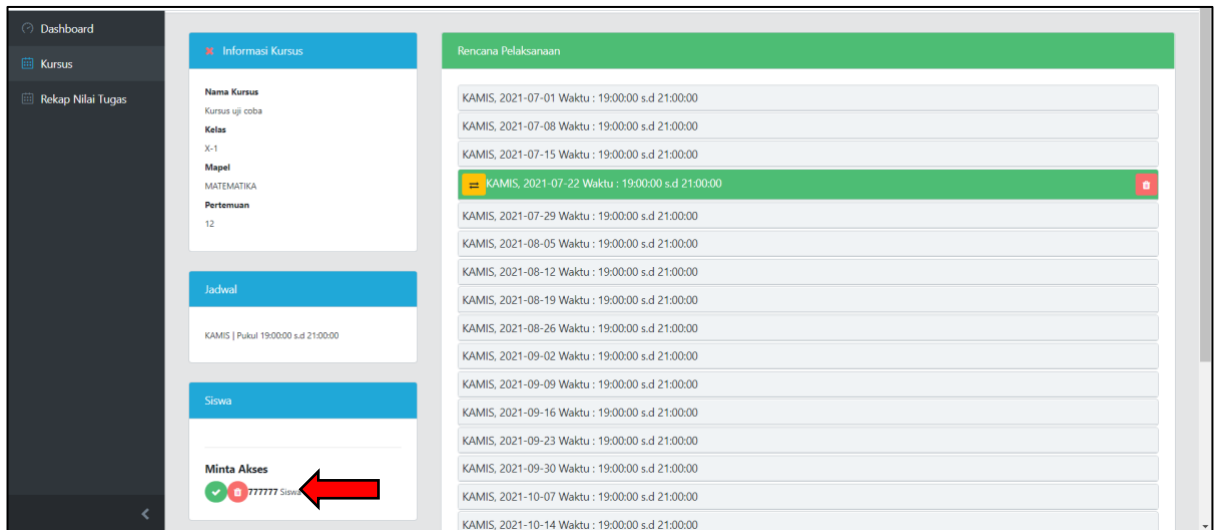 Dashboard
Kursus
Rekap Nilai Tugas
Informasi Kursus
Nama Kursus
Kursus uji coba
Kelas
X-1
Mapel
MATEMATIKA
Pertemuan
12
Jadwal
KAMIS | Pukul 19:00:00 s.d 21:00:00
Siswa
Minta Akses
777777 Siswa
Rencana Pelaksanaan
KAMIS, 2021-07-01 Waktu : 19:00:00 s.d 21:00:00
KAMIS, 2021-07-08 Waktu : 19:00:00 s.d 21:00:00
KAMIS, 2021-07-15 Waktu : 19:00:00 s.d 21:00:00
KAMIS, 2021-07-22 Waktu : 19:00:00 s.d 21:00:00
KAMIS, 2021-07-29 Waktu : 19:00:00 s.d 21:00:00
KAMIS, 2021-08-05 Waktu : 19:00:00 s.d 21:00:00
KAMIS, 2021-08-12 Waktu : 19:00:00 s.d 21:00:00
KAMIS, 2021-08-19 Waktu : 19:00:00 s.d 21:00:00
KAMIS, 2021-08-26 Waktu : 19:00:00 s.d 21:00:00
KAMIS, 2021-09-02 Waktu : 19:00:00 s.d 21:00:00
KAMIS, 2021-09-09 Waktu : 19:00:00 s.d 21:00:00
KAMIS, 2021-09-16 Waktu : 19:00:00 s.d 21:00:00
KAMIS, 2021-09-23 Waktu : 19:00:00 s.d 21:00:00
KAMIS, 2021-09-30 Waktu : 19:00:00 s.d 21:00:00
KAMIS, 2021-10-07 Waktu : 19:00:00 s.d 21:00:00
KAMIS, 2021-10-14 Waktu : 19:00:00 s.d 21:00:00